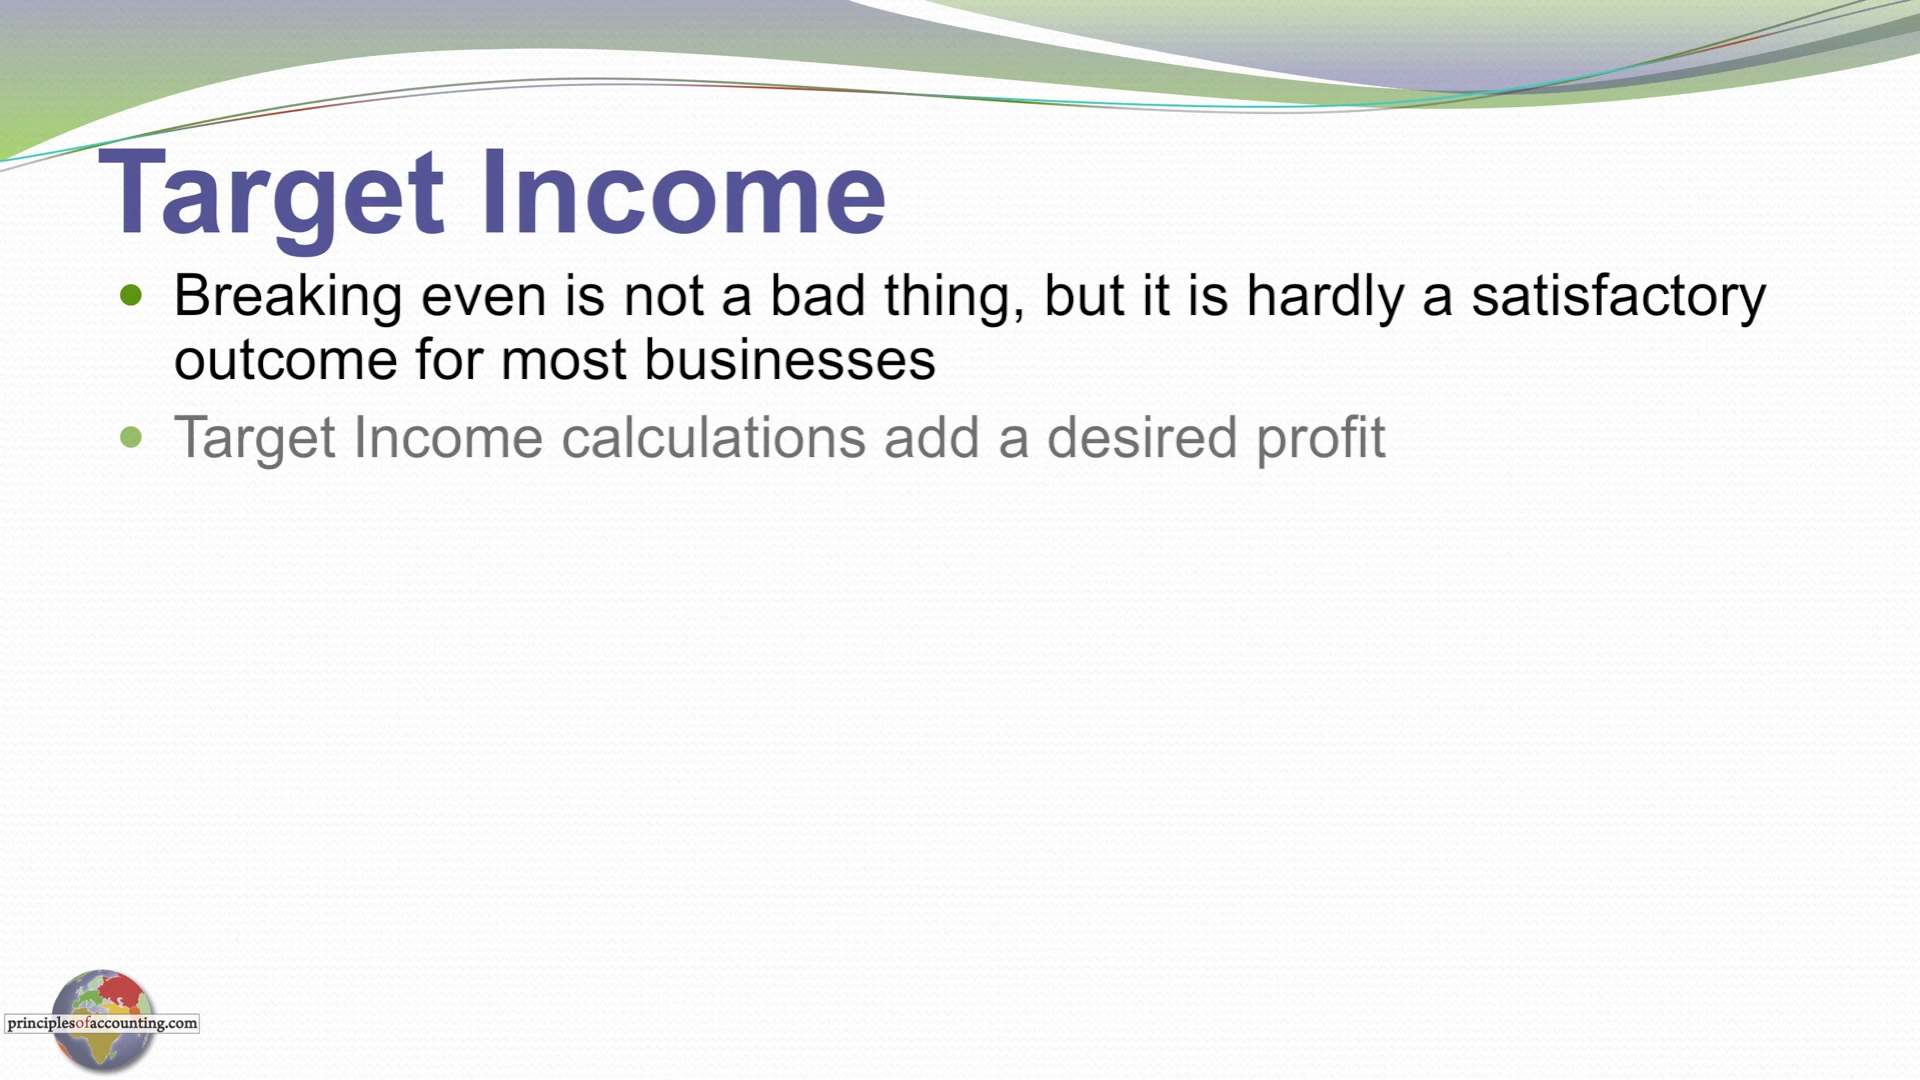 Target Income
• Breaking even is not a bad thing, but it is hardly a satisfactory
outcome for most businesses
• Target Income calculations add a desired profit
principlesofaccounting.com